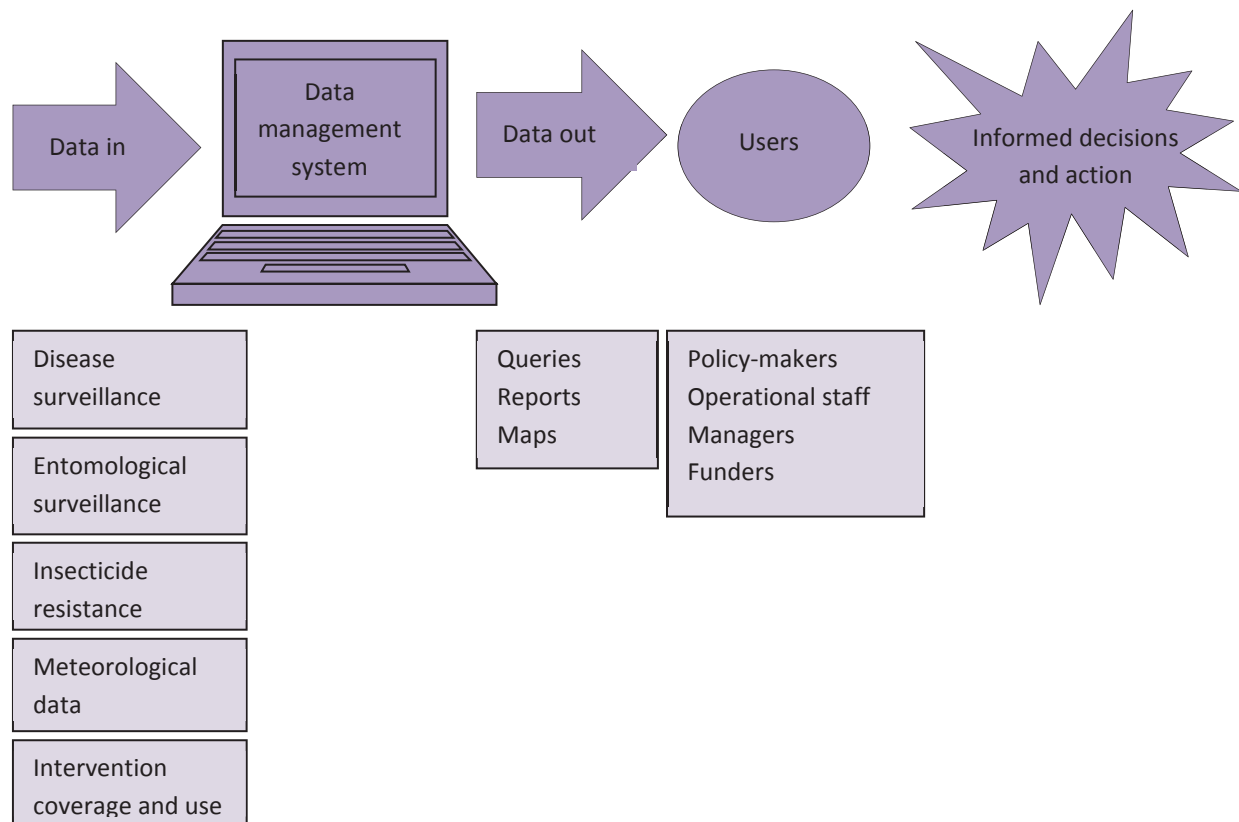 Data in
Data
management
system
Data out
Users
Informed decisions
and action
Disease
surveillance
Entomological
surveillance
Insecticide
resistance
Meteorological
data
Intervention
coverage and use
Queries
Reports
Maps
Policy-makers
Operational staff
Managers
Funders